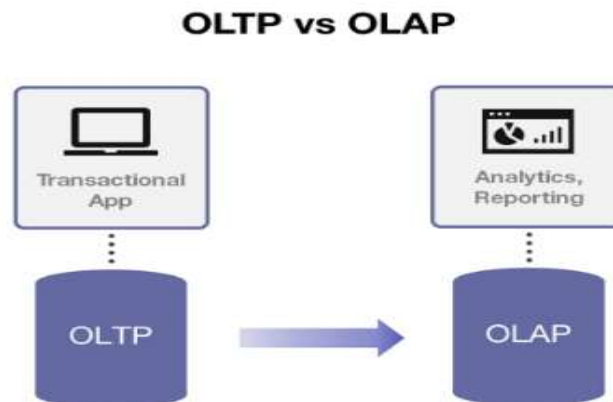 OLTP vs OLAP
Transactional
App
Analytics,
Reporting
OLTP
OLAP